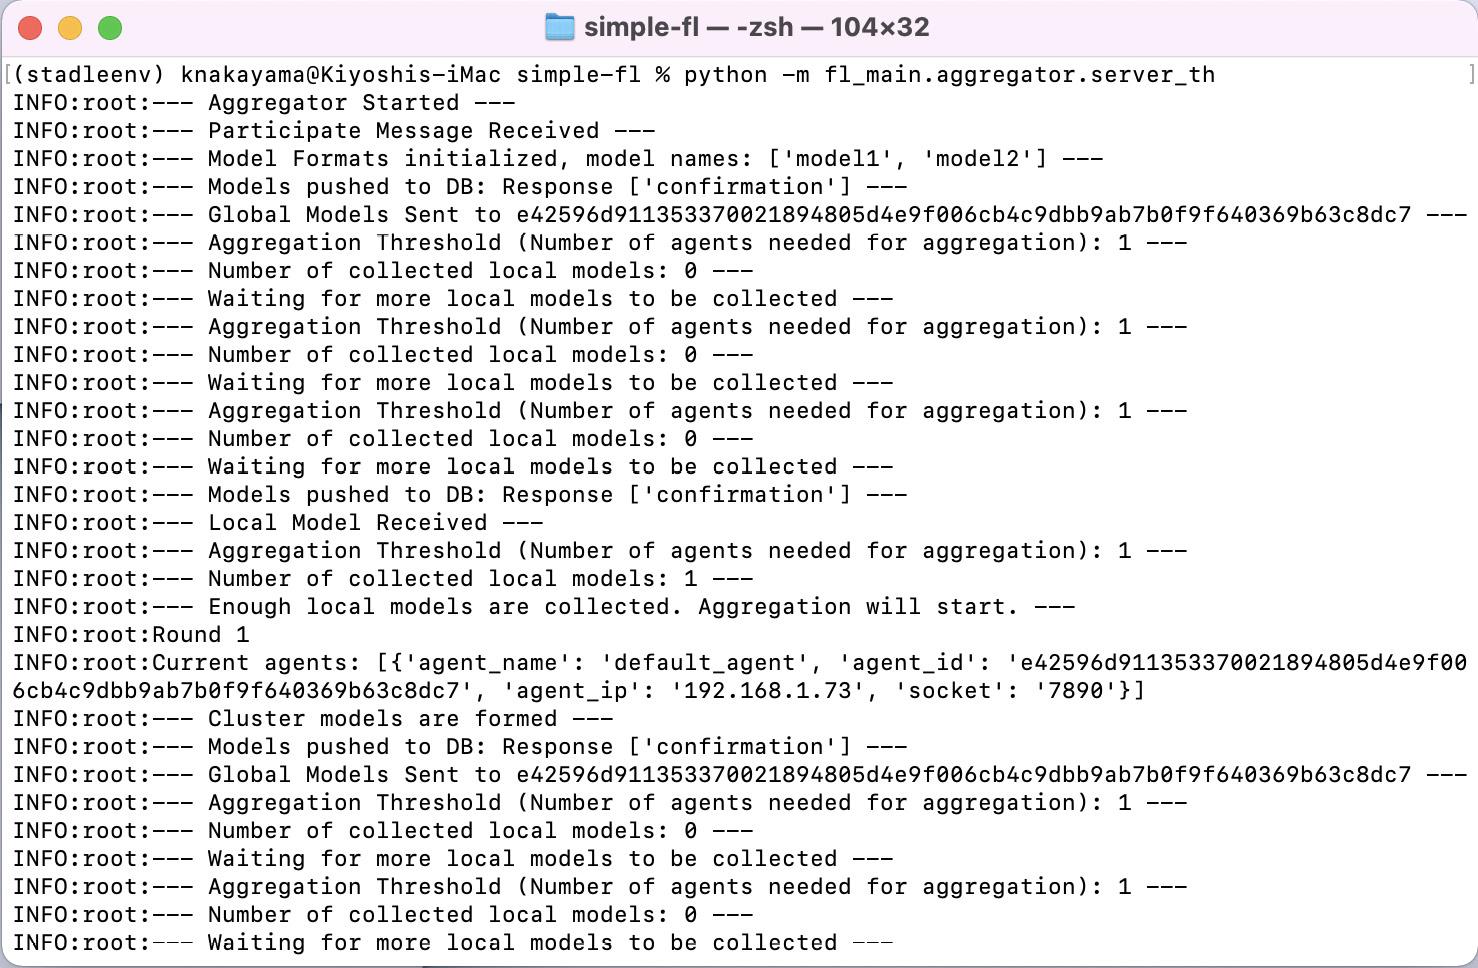 simple-fl — -zsh — 104×32
[(stadleenv) knakayama@Kiyoshis-iMac simple-fl % python -m fl_main.aggregator.server_th ]
INFO:root:--- Aggregator Started ---
INFO:root:--- Participate Message Received ---
INFO:root:--- Model Formats initialized, model names: ['model1', 'model2'] ---
INFO:root:--- Models pushed to DB: Response ['confirmation'] ---
INFO:root:--- Global Models Sent to e42596d911353370021894805d4e9f006cb4c9dbb9ab7b0f9f640369b63c8dc7 ---
INFO:root:--- Aggregation Threshold (Number of agents needed for aggregation): 1 ---
INFO:root:--- Number of collected local models: 0 ---
INFO:root:--- Waiting for more local models to be collected ---
INFO:root:--- Aggregation Threshold (Number of agents needed for aggregation): 1 ---
INFO:root:--- Number of collected local models: 0 ---
INFO:root:--- Waiting for more local models to be collected ---
INFO:root:--- Aggregation Threshold (Number of agents needed for aggregation): 1 ---
INFO:root:--- Number of collected local models: 0 ---
INFO:root:--- Waiting for more local models to be collected ---
INFO:root:--- Models pushed to DB: Response ['confirmation'] ---
INFO:root:--- Local Model Received ---
INFO:root:--- Aggregation Threshold (Number of agents needed for aggregation): 1 ---
INFO:root:--- Number of collected local models: 1 ---
INFO:root:--- Enough local models are collected. Aggregation will start. ---
INFO:root:Round 1
INFO:root:Current agents: [{'agent_name': 'default_agent', 'agent_id': 'e42596d911353370021894805d4e9f00
6cb4c9dbb9ab7b0f9f640369b63c8dc7', 'agent_ip': '192.168.1.73', 'socket': '7890'}]
INFO:root:--- Cluster models are formed ---
INFO:root:--- Models pushed to DB: Response ['confirmation'] ---
INFO:root:--- Global Models Sent to e42596d911353370021894805d4e9f006cb4c9dbb9ab7b0f9f640369b63c8dc7 ---
INFO:root:--- Aggregation Threshold (Number of agents needed for aggregation): 1 ---
INFO:root:--- Number of collected local models: 0 ---
INFO:root:--- Waiting for more local models to be collected ---
INFO:root:--- Aggregation Threshold (Number of agents needed for aggregation): 1 ---
INFO:root:--- Number of collected local models: 0 ---
INFO:root:--- Waiting for more local models to be collected ---